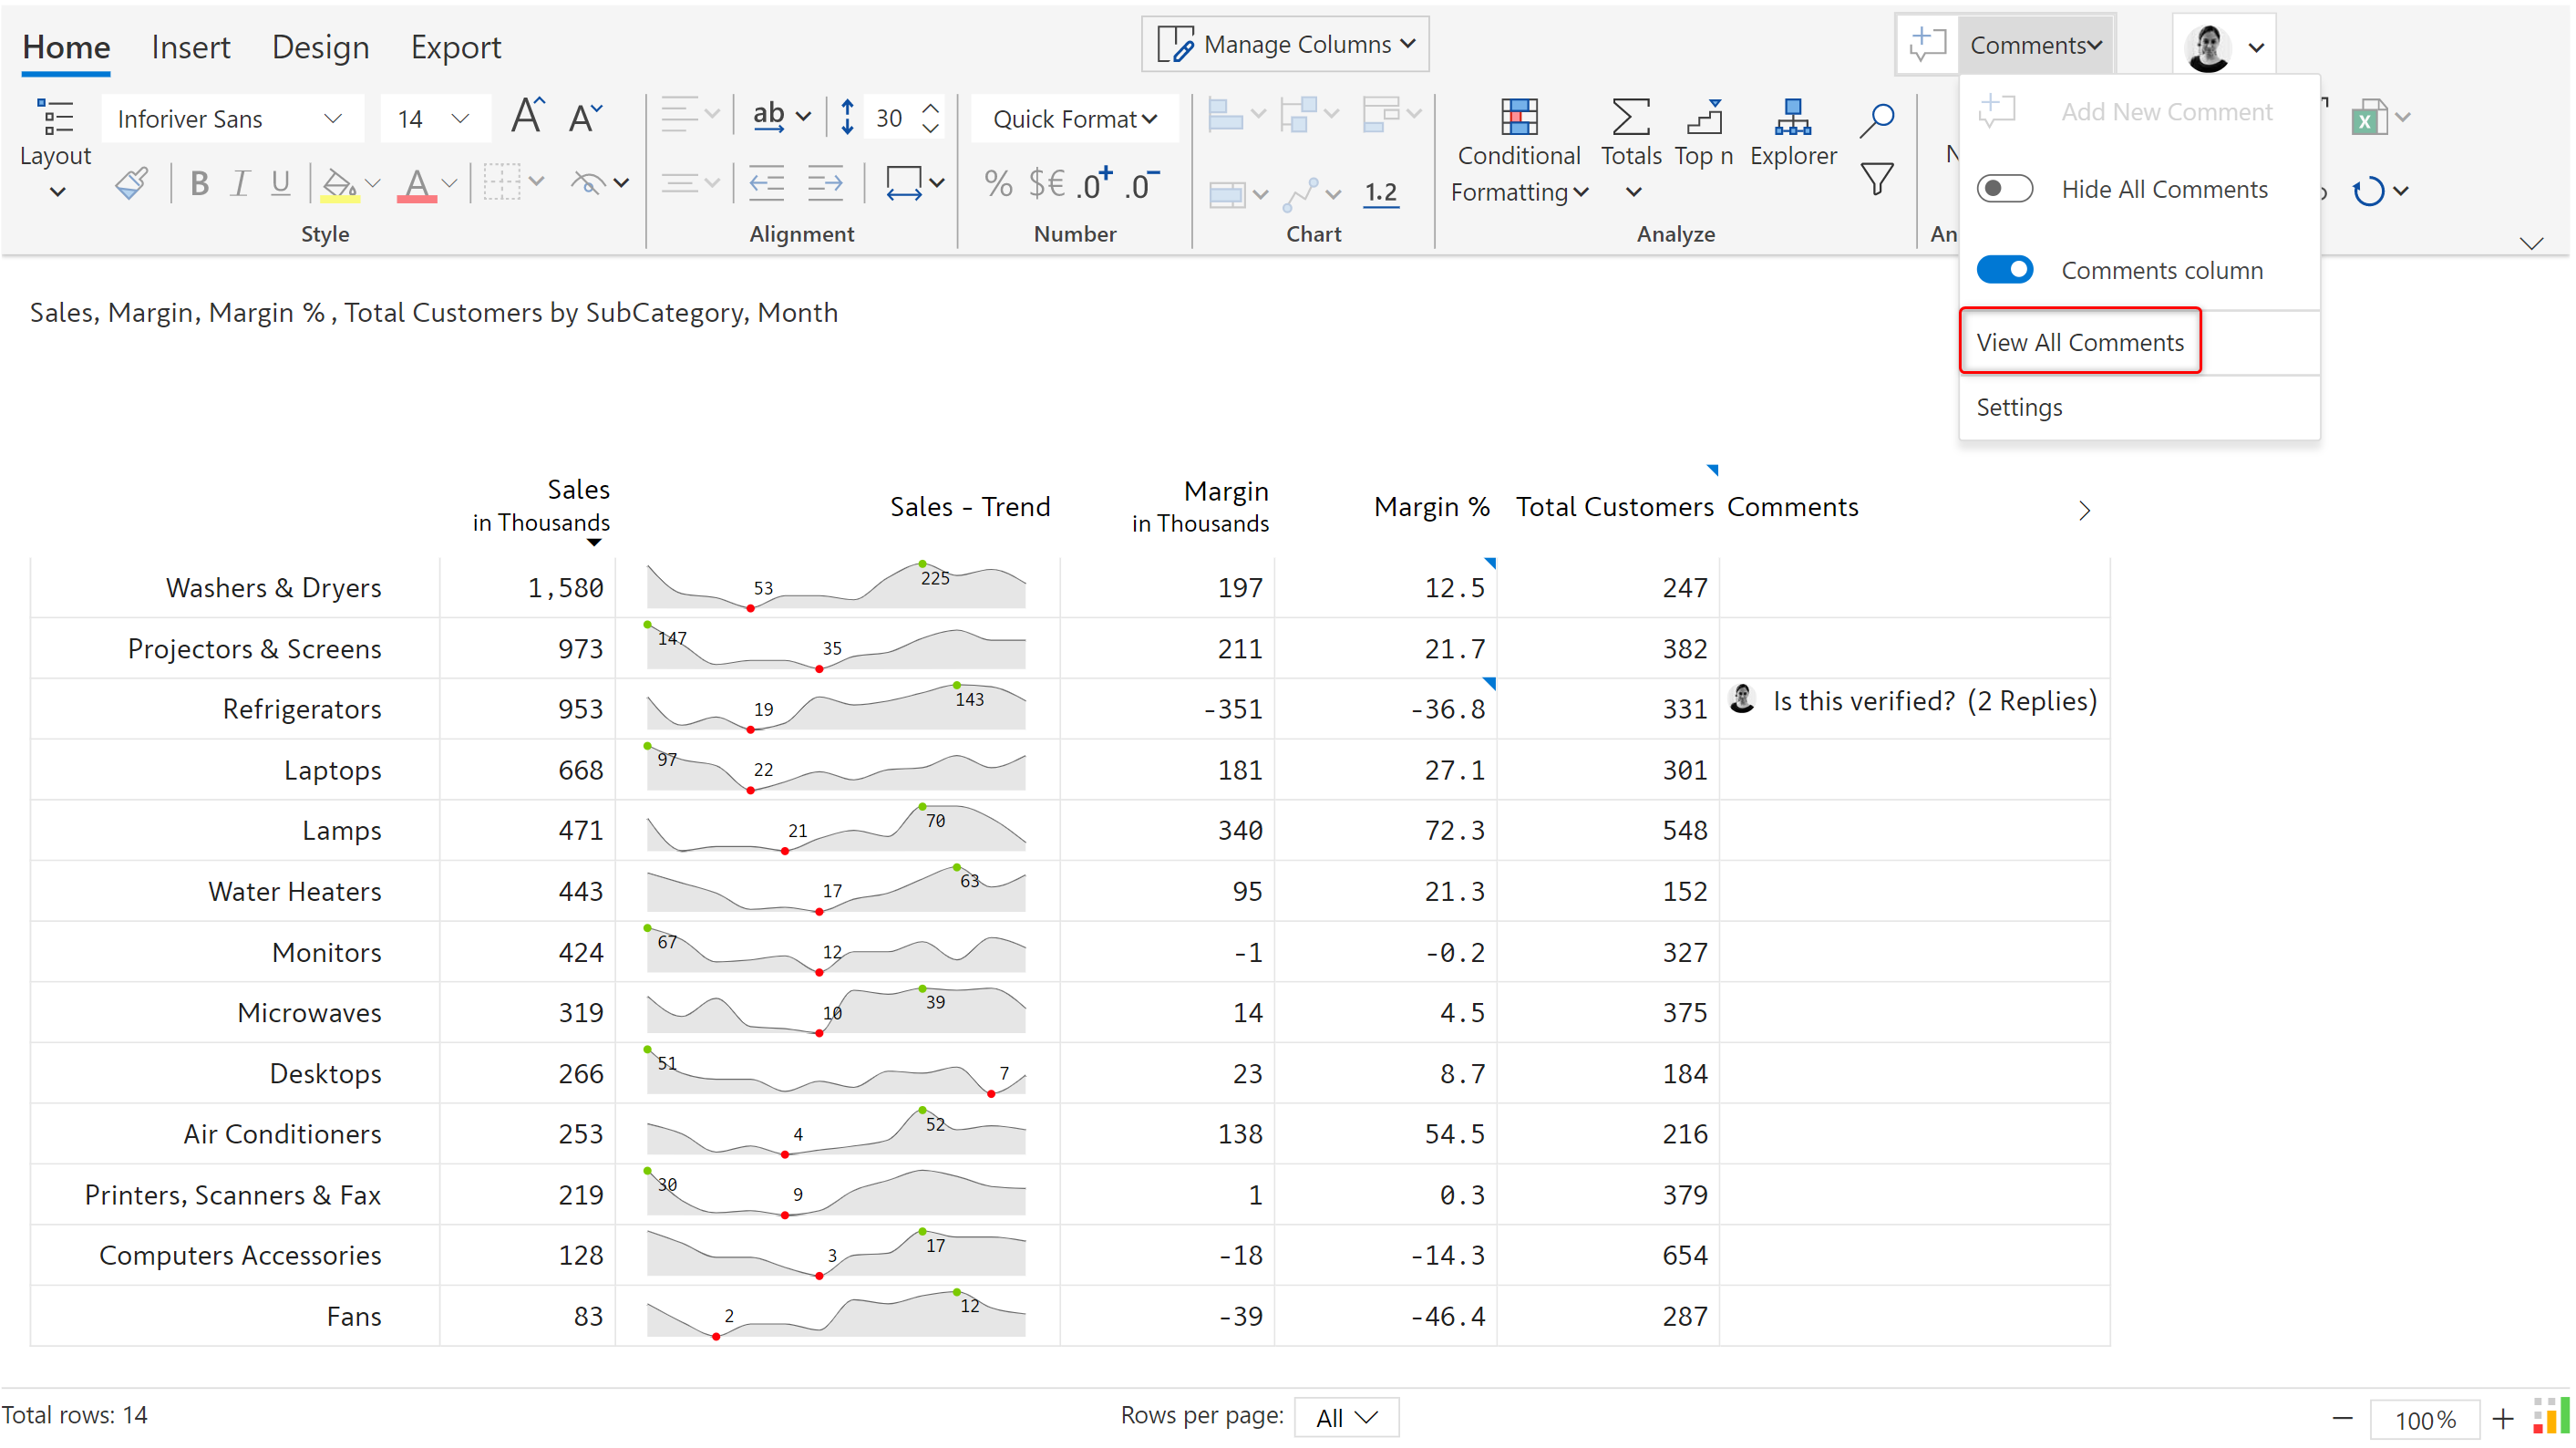 Home Insert Design Export Manage Columns Comments
Add New Comment
Hide All Comments
Comments column
View All Comments
Settings
Layout Inforiver Sans 14 A A ab 30 Quick Format Conditional Formatting Totals Top n Explorer N
B I U A % $€ .0+ .0- 1.2
Style Alignment Number Chart Analyze An
Sales, Margin, Margin % , Total Customers by SubCategory, Month
Sales in Thousands Sales - Trend Margin in Thousands Margin % Total Customers Comments
Washers & Dryers 1,580 53 225 197 12.5 247
Projectors & Screens 973 147 35 211 21.7 382
Refrigerators 953 19 143 -351 -36.8 331 Is this verified? (2 Replies)
Laptops 668 97 22 181 27.1 301
Lamps 471 21 70 340 72.3 548
Water Heaters 443 17 63 95 21.3 152
Monitors 424 67 12 -1 -0.2 327
Microwaves 319 10 39 14 4.5 375
Desktops 266 51 7 23 8.7 184
Air Conditioners 253 4 52 138 54.5 216
Printers, Scanners & Fax 219 30 9 1 0.3 379
Computers Accessories 128 3 17 -18 -14.3 654
Fans 83 2 12 -39 -46.4 287
Total rows: 14 Rows per page: All 100%